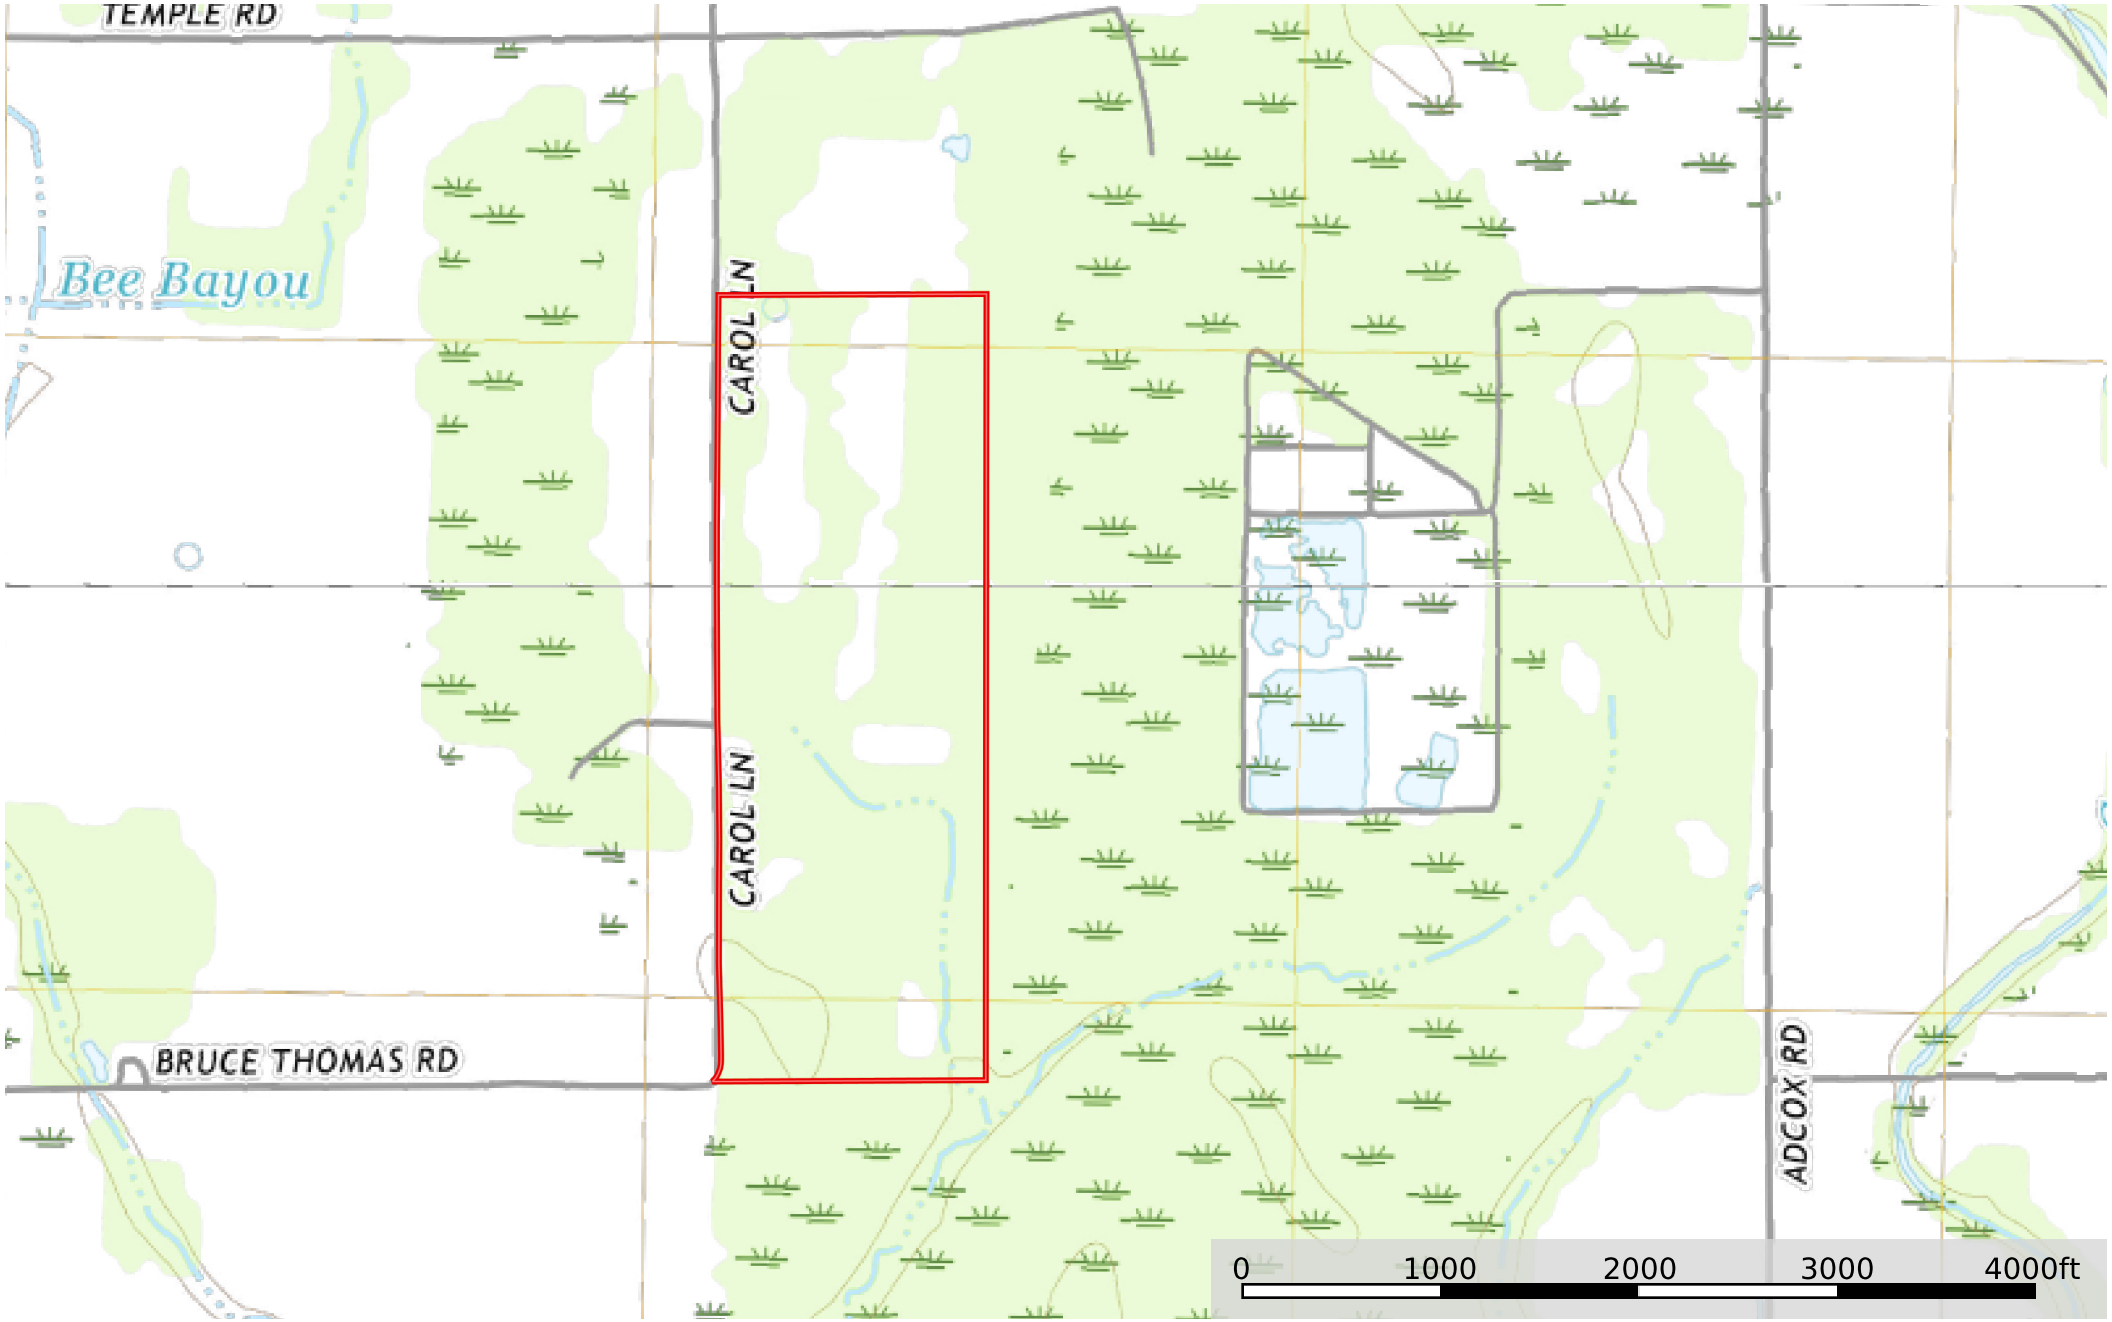 TEMPLE RD
Bee Bayou
CAROL LN
CAROL LN
BRUCE THOMAS RD
ADCOX RD
0 1000 2000 3000 4000ft